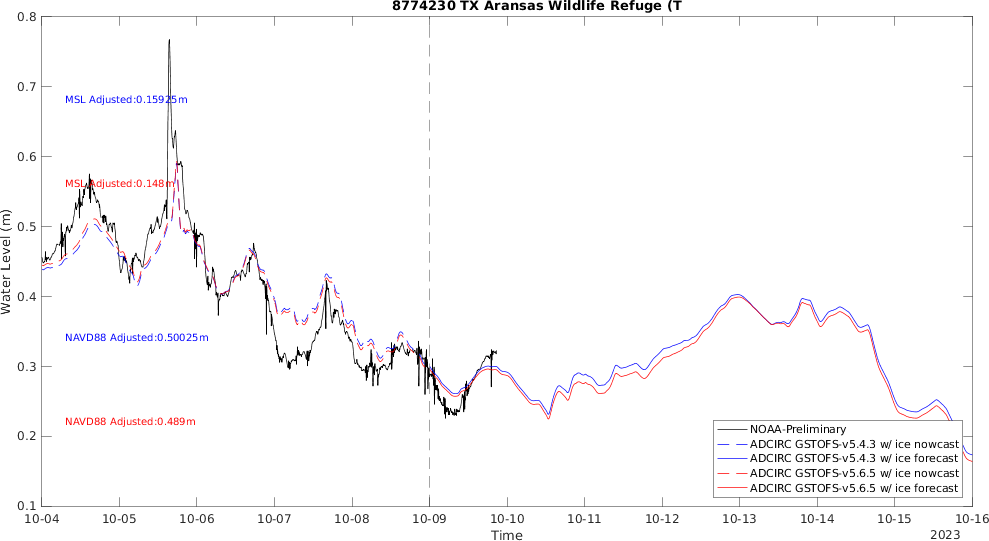 8774230 TX Aransas Wildlife Refuge (T
0.8
0.7
0.6
0.5
0.4
0.3
0.2
0.1
Water Level (m)
MSL Adjusted:0.15925m
MSL Adjusted:0.148m
NAVD88 Adjusted:0.50025m
NAVD88 Adjusted:0.489m
NOAA-Preliminary
ADCIRC GSTOFS-v5.4.3 w/ ice nowcast
ADCIRC GSTOFS-v5.4.3 w/ ice forecast
ADCIRC GSTOFS-v5.6.5 w/ ice nowcast
ADCIRC GSTOFS-v5.6.5 w/ ice forecast
10-04 10-05 10-06 10-07 10-08 10-09 10-10 10-11 10-12 10-13 10-14 10-15 10-16
Time
2023